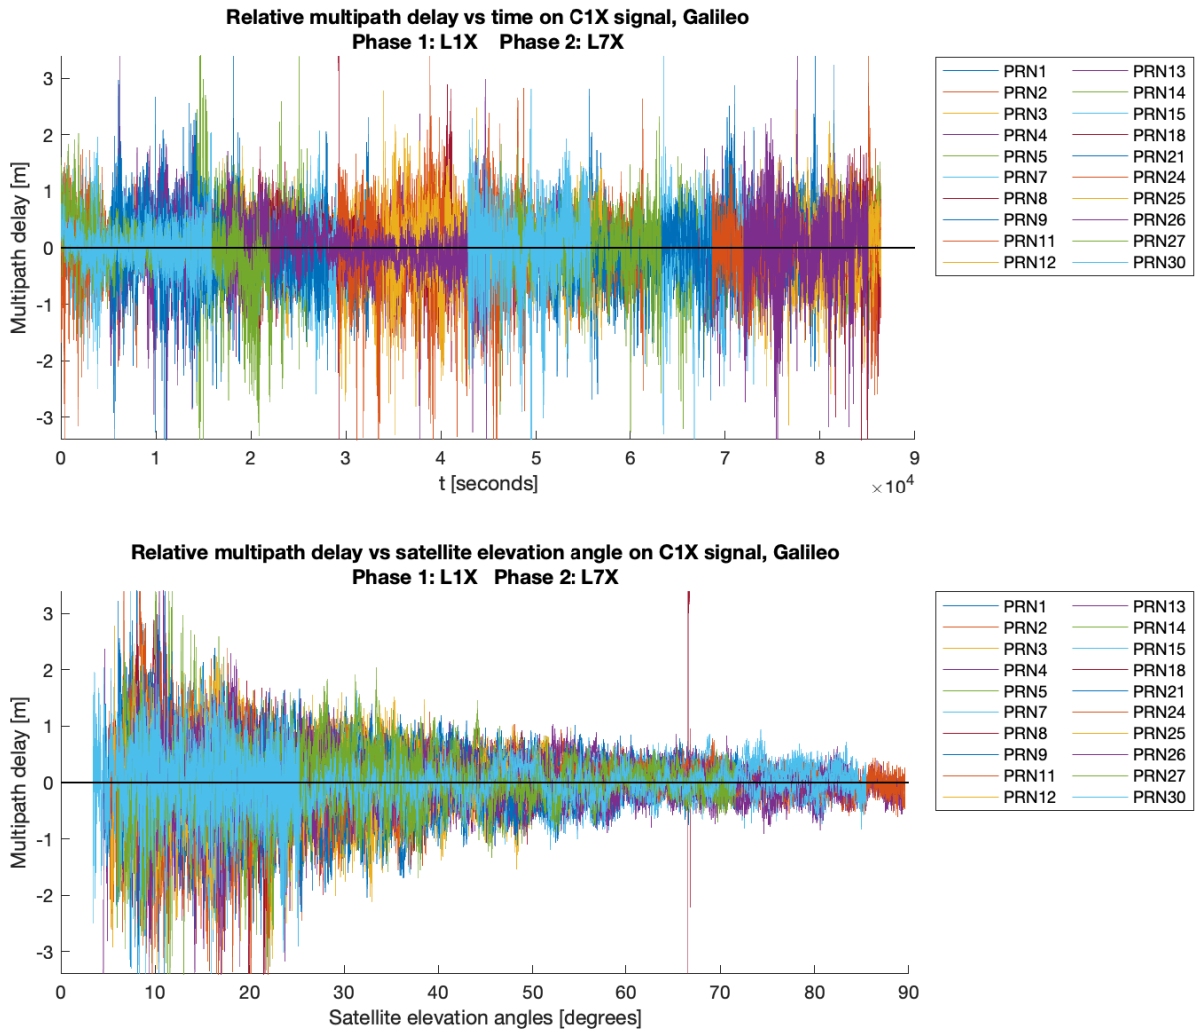 Relative multipath delay vs time on C1X signal, Galileo
Phase 1: L1X Phase 2: L7X
Multipath delay [m]
3
2
1
0
-1
-2
-3
0 1 2 3 4 5 6 7 8 9
×10⁴
t [seconds]
PRN1 PRN13
PRN2 PRN14
PRN3 PRN15
PRN4 PRN18
PRN5 PRN21
PRN7 PRN24
PRN8 PRN25
PRN9 PRN26
PRN11 PRN27
PRN12 PRN30
Relative multipath delay vs satellite elevation angle on C1X signal, Galileo
Phase 1: L1X Phase 2: L7X
Multipath delay [m]
3
2
1
0
-1
-2
-3
0 10 20 30 40 50 60 70 80 90
Satellite elevation angles [degrees]
PRN1 PRN13
PRN2 PRN14
PRN3 PRN15
PRN4 PRN18
PRN5 PRN21
PRN7 PRN24
PRN8 PRN25
PRN9 PRN26
PRN11 PRN27
PRN12 PRN30